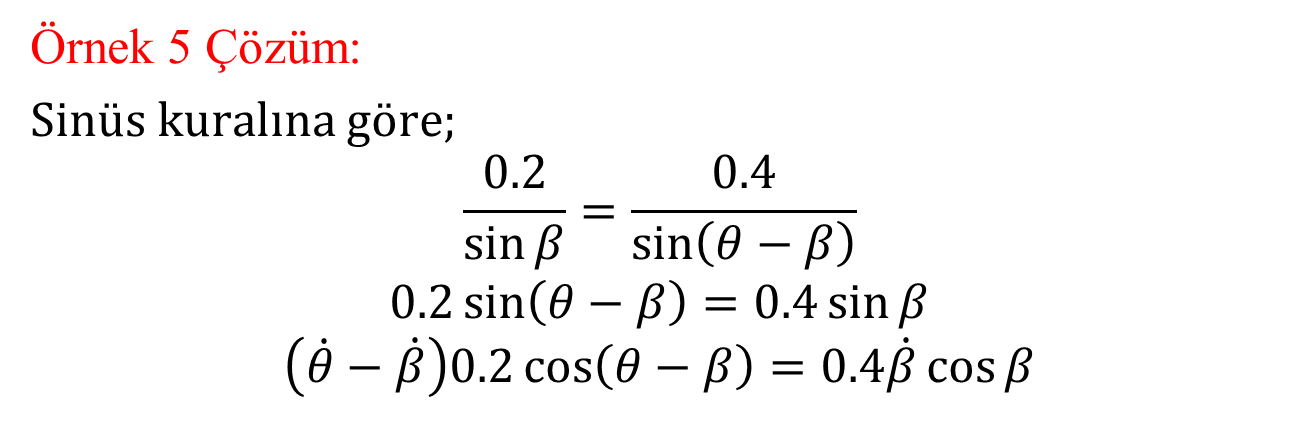 Örnek 5 Çözüm:
Sinüs kuralına göre;
0.2 / sin β = 0.4 / sin(θ − β)
0.2 sin(θ − β) = 0.4 sin β
(θ̇ − β̇)0.2 cos(θ − β) = 0.4β̇ cos β